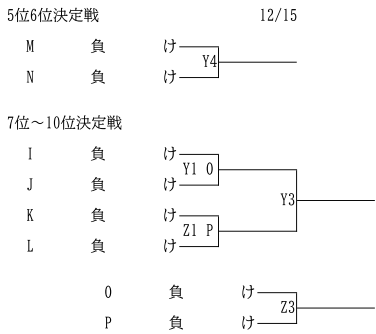 5位6位決定戦 12/15
M 負 け
Y4
N 負 け
7位～10位決定戦
I 負 け
Y1 O
J 負 け
Y3
K 負 け
Z1 P
L 負 け
O 負 け
Z3
P 負 け